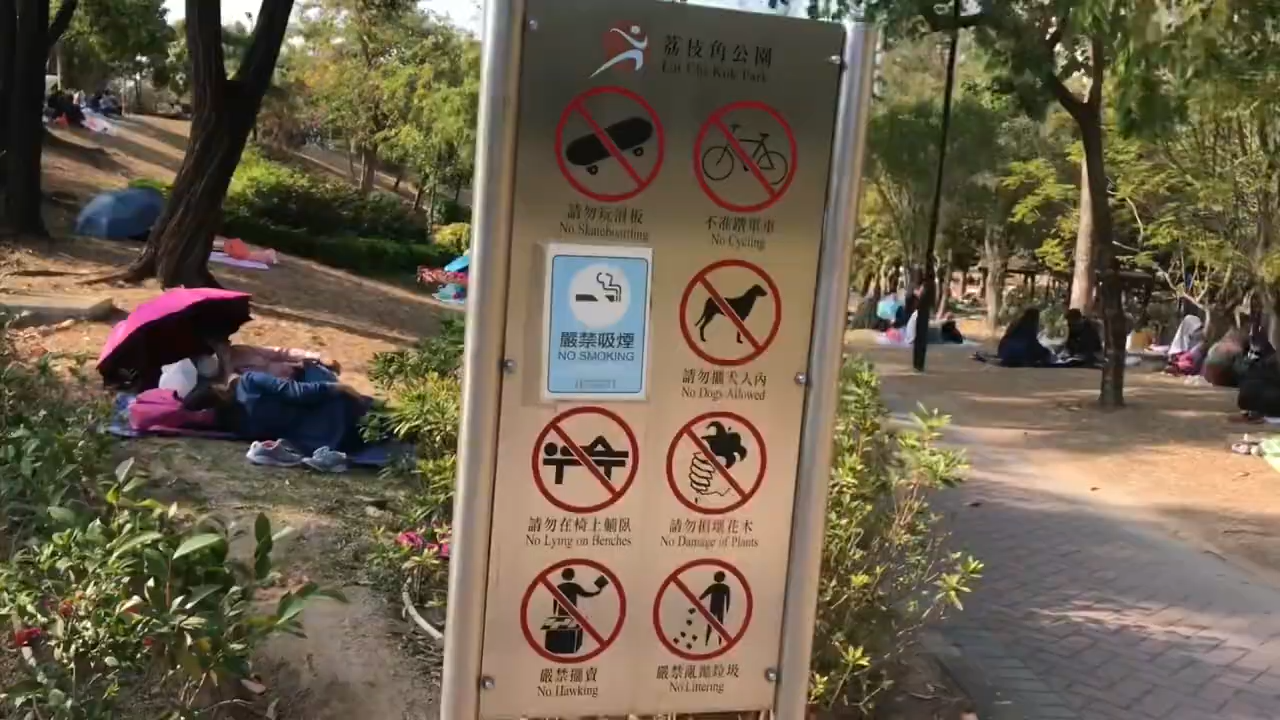 荔枝角公園
Lai Chi Kok Park
請勿玩滑板
No Skateboarding
不准踏單車
No Cycling
嚴禁吸煙
NO SMOKING
請勿攜犬入內
No Dogs Allowed
請勿在椅上躺臥
No Lying on Benches
請勿損壞花木
No Damage of Plants
嚴禁擺賣
No Hawking
嚴禁亂拋垃圾
No Littering